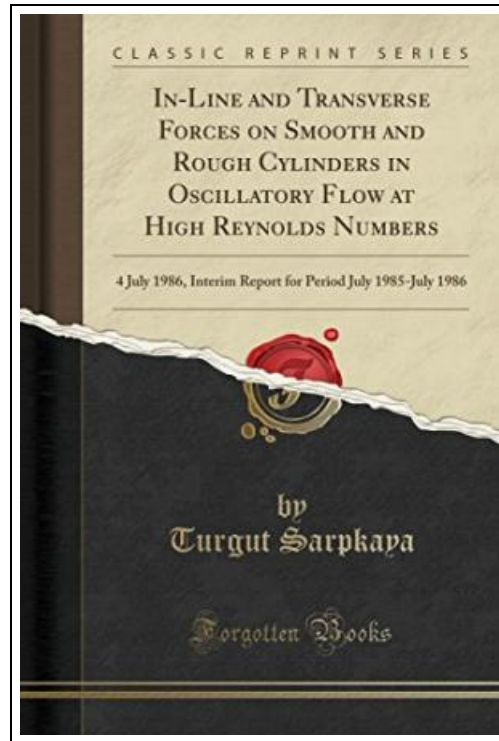 CLASSIC REPRINT SERIES
IN-LINE AND TRANSVERSE
FORCES ON SMOOTH AND
ROUGH CYLINDERS IN
OSCILLATORY FLOW AT
HIGH REYNOLDS NUMBERS
4 July 1986, Interim Report for Period July 1985-July 1986
by
Turgut Sarpkaya
Forgotten Books